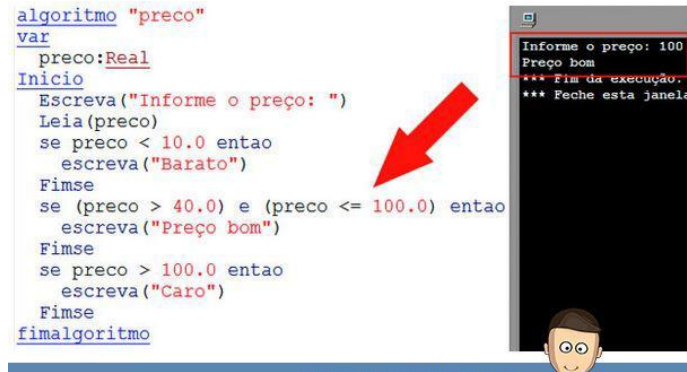 algoritmo "preco"
var
preco:Real
Inicio
Escreva("Informe o preço: ")
Leia(preco)
se preco < 10.0 entao
escreva("Barato")
Fimse
se (preco > 40.0) e (preco <= 100.0) entao
escreva("Preço bom")
Fimse
se preco > 100.0 entao
escreva("Caro")
Fimse
fimalgoritmo
Informe o preço: 100
Preço bom
*** Fim da execução.
*** Feche esta janela